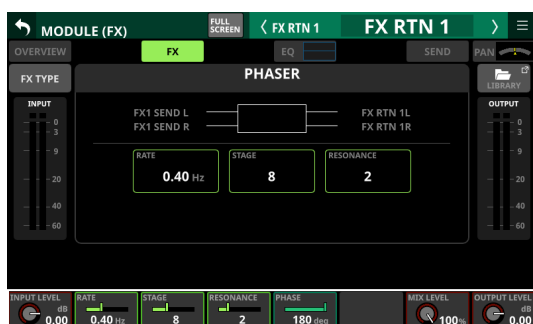 MODULE (FX)
FULL SCREEN
FX RTN 1
FX RTN 1
OVERVIEW
FX
EQ
SEND
PAN
FX TYPE
PHASER
LIBRARY
INPUT
OUTPUT
FX1 SEND L
FX RTN 1L
FX1 SEND R
FX RTN 1R
0
3
9
20
40
60
0
3
9
20
40
60
RATE
0.40 Hz
STAGE
8
RESONANCE
2
INPUT LEVEL
dB
0.00
RATE
0.40 Hz
STAGE
8
RESONANCE
2
PHASE
180 deg
MIX LEVEL
100%
OUTPUT LEVEL
dB
0.00